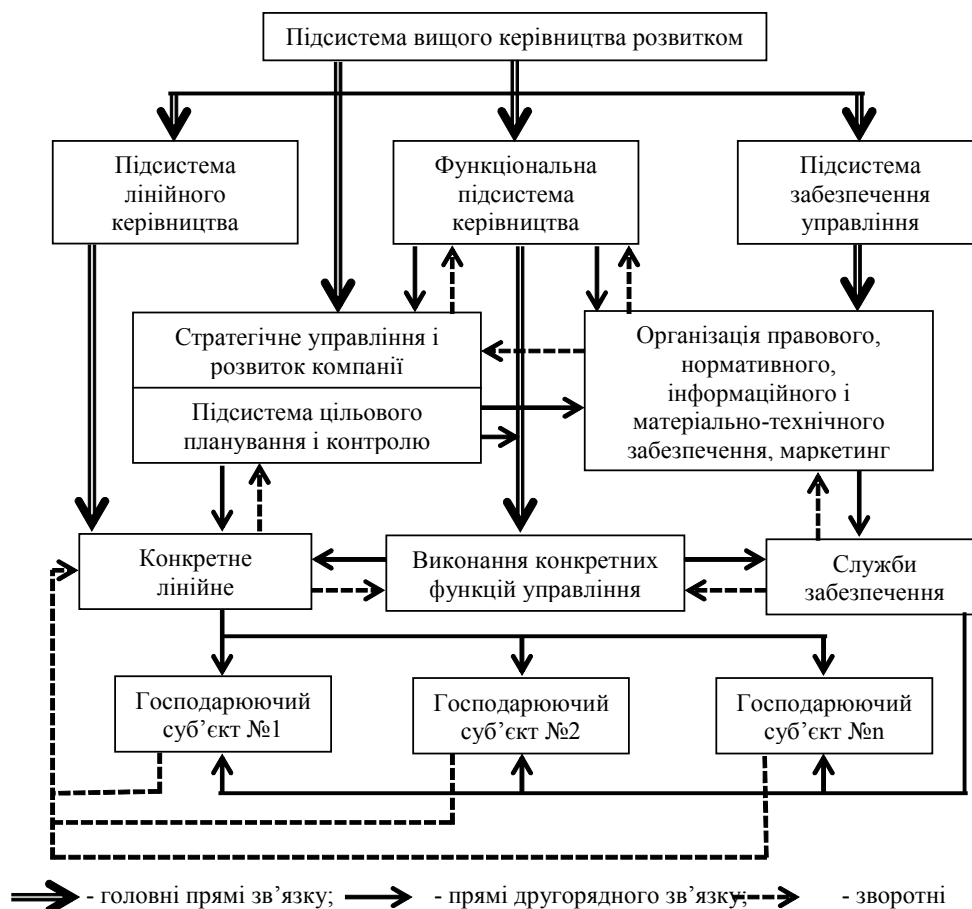 Підсистема вищого керівництва розвитком
Підсистема
лінійного
керівництва
Функціональна
підсистема
керівництва
Підсистема
забезпечення
управління
Стратегічне управління і
розвиток компанії
Підсистема цільового
планування і контролю
Організація правового,
нормативного,
інформаційного і
матеріально-технічного
забезпечення, маркетинг
Конкретне
лінійне
Виконання конкретних
функцій управління
Служби
забезпечення
Господарюючий
суб’єкт №1
Господарюючий
суб’єкт №2
Господарюючий
суб’єкт №n
- головні прямі зв’язку; - прямі другорядного зв’язку; - зворотні